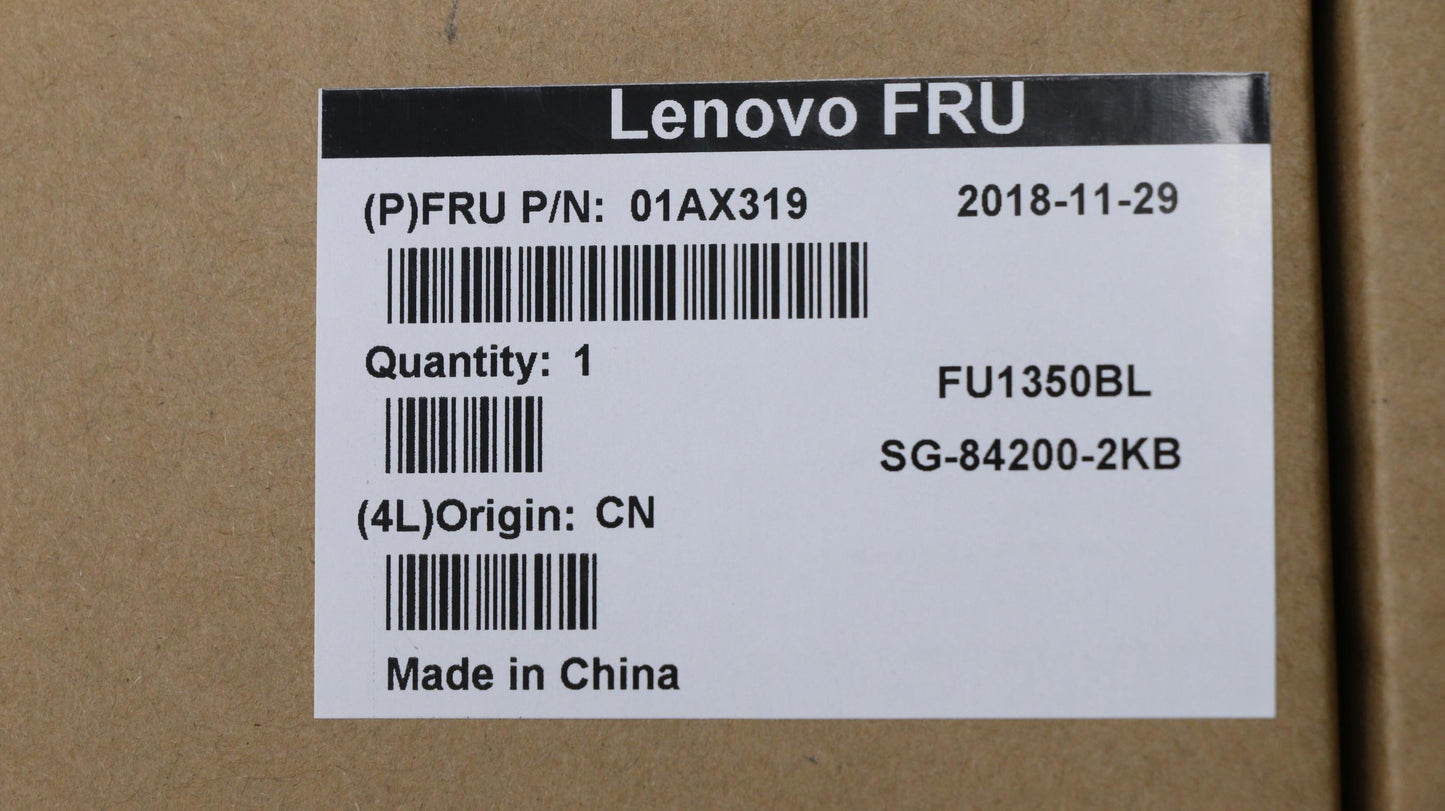 Lenovo FRU
(P)FRU P/N: 01AX319 2018-11-29
Quantity: 1
FU1350BL
SG-84200-2KB
(4L)Origin: CN
Made in China